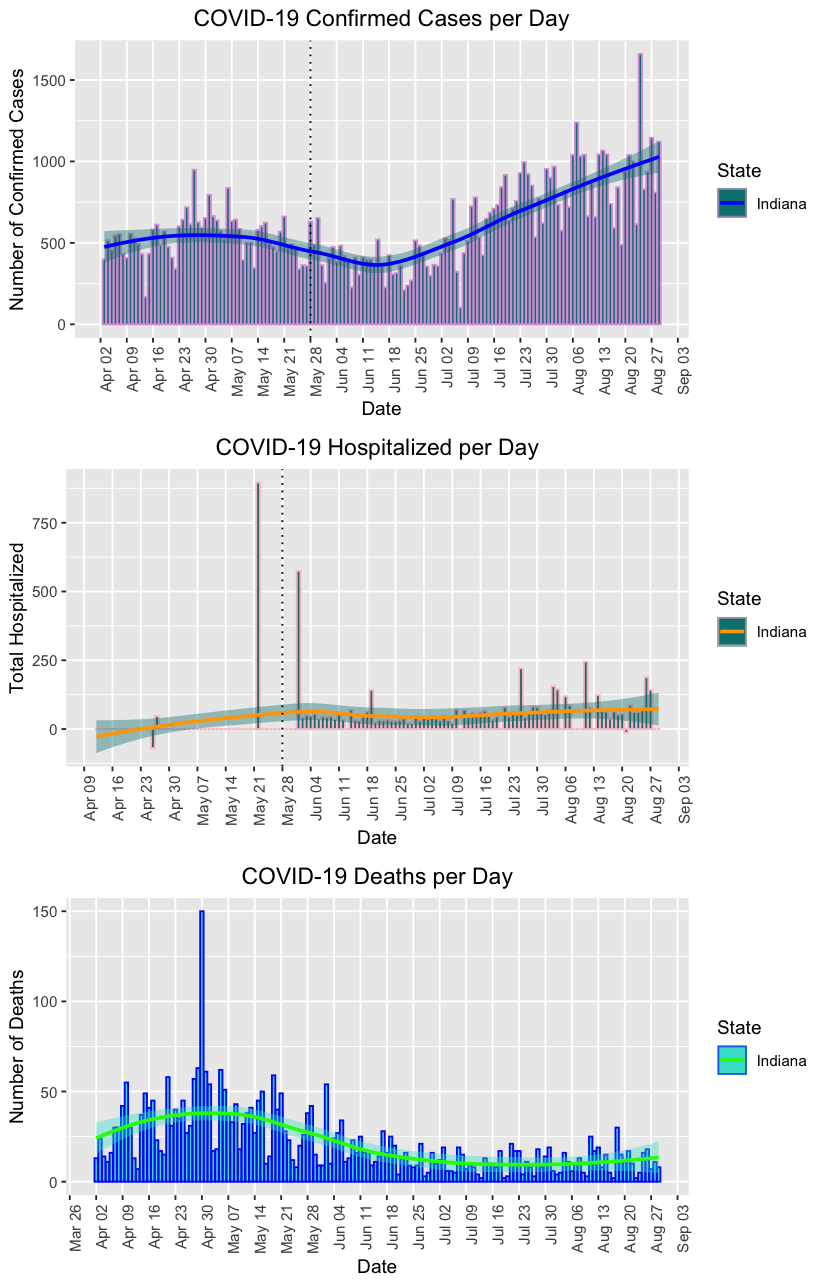 COVID-19 Confirmed Cases per Day
Number of Confirmed Cases
1500
1000
500
0
Apr 02
Apr 09
Apr 16
Apr 23
Apr 30
May 07
May 14
May 21
May 28
Jun 04
Jun 11
Jun 18
Jun 25
Jul 02
Jul 09
Jul 16
Jul 23
Jul 30
Aug 06
Aug 13
Aug 20
Aug 27
Sep 03
Date
State
Indiana
COVID-19 Hospitalized per Day
Total Hospitalized
750
500
250
0
Apr 09
Apr 16
Apr 23
Apr 30
May 07
May 14
May 21
May 28
Jun 04
Jun 11
Jun 18
Jun 25
Jul 02
Jul 09
Jul 16
Jul 23
Jul 30
Aug 06
Aug 13
Aug 20
Aug 27
Sep 03
Date
State
Indiana
COVID-19 Deaths per Day
Number of Deaths
150
100
50
0
Mar 26
Apr 02
Apr 09
Apr 16
Apr 23
Apr 30
May 07
May 14
May 21
May 28
Jun 04
Jun 11
Jun 18
Jun 25
Jul 02
Jul 09
Jul 16
Jul 23
Jul 30
Aug 06
Aug 13
Aug 20
Aug 27
Sep 03
Date
State
Indiana